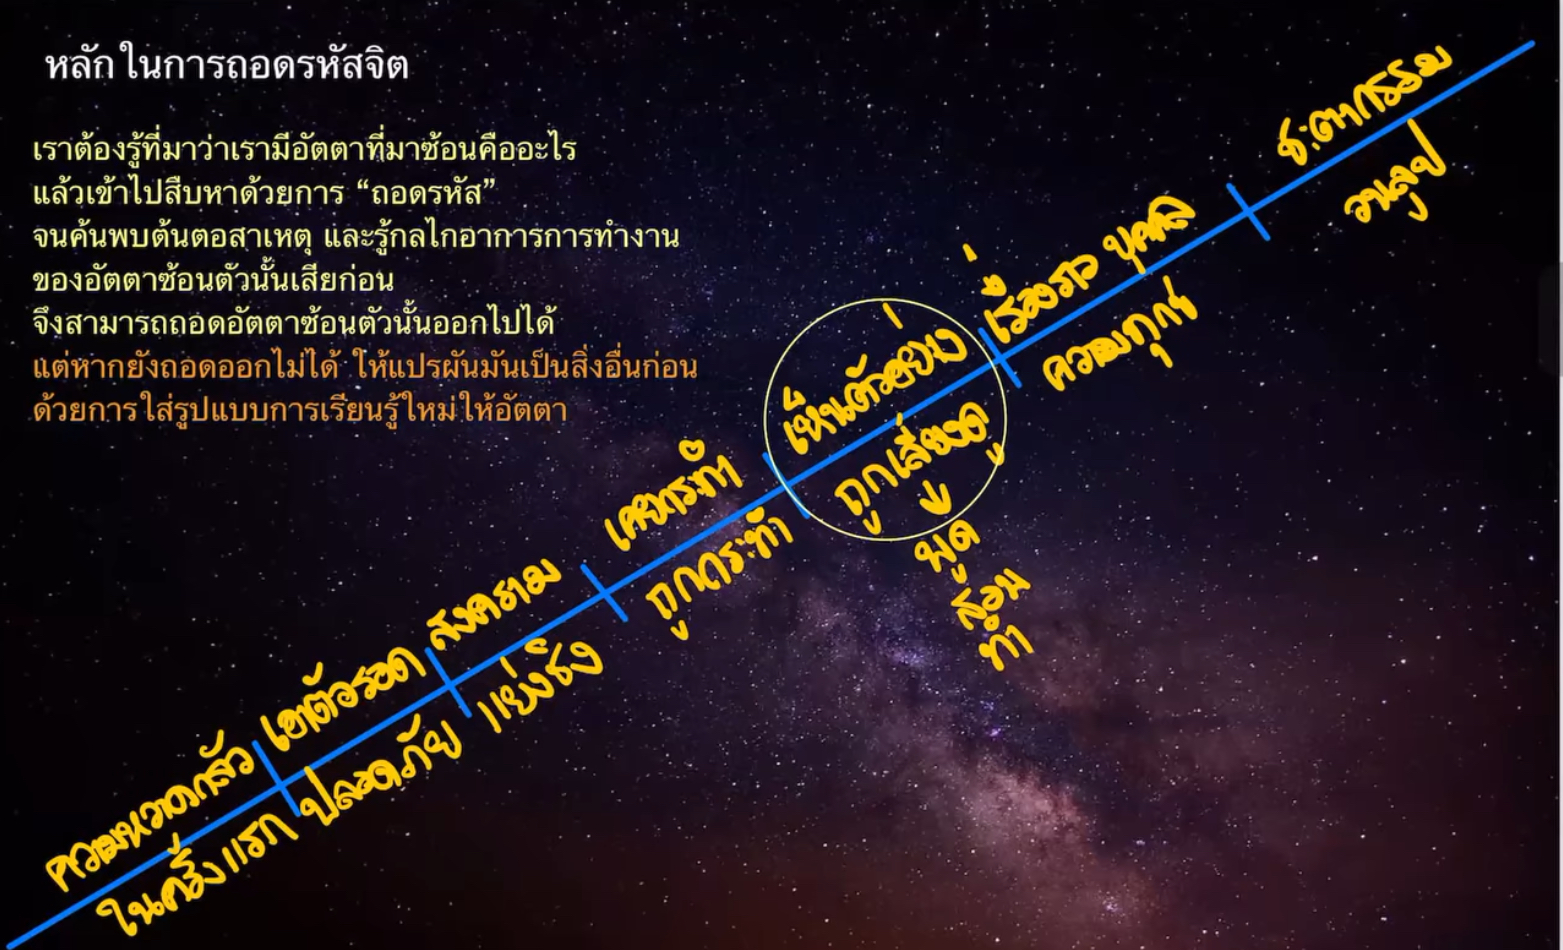 หลักในการถอดรหัสจิต
เราต้องรู้ที่มาว่าเรามีอัตตาที่มาซ้อนคืออะไร
แล้วเข้าไปสืบหาด้วยการ “ถอดรหัส”
จนค้นพบต้นตอสาเหตุ และรู้กลไกอาการการทำงาน
ของอัตตาซ้อนตัวนั้นเสียก่อน
จึงสามารถถอดอัตตาซ้อนตัวนั้นออกไปได้
แต่หากยังถอดออกไม่ได้ ให้แปรผันมันเป็นสิ่งอื่นก่อน
ด้วยการใส่รูปแบบการเรียนรู้ใหม่ให้อัตตา
ความหวาดกลัว
ในครั้งแรก
เอาตัวรอด
ปลอดภัย
สงคราม
แย่งชิง
เคยกระทำ
ถูกกระทำ
เห็นตัวอย่าง
ถูกเลี้ยงดู
พูด
สอน
ทำ
เรื่องราว บุคคล
ความทุกข์
ชะตากรรม
วนลูป